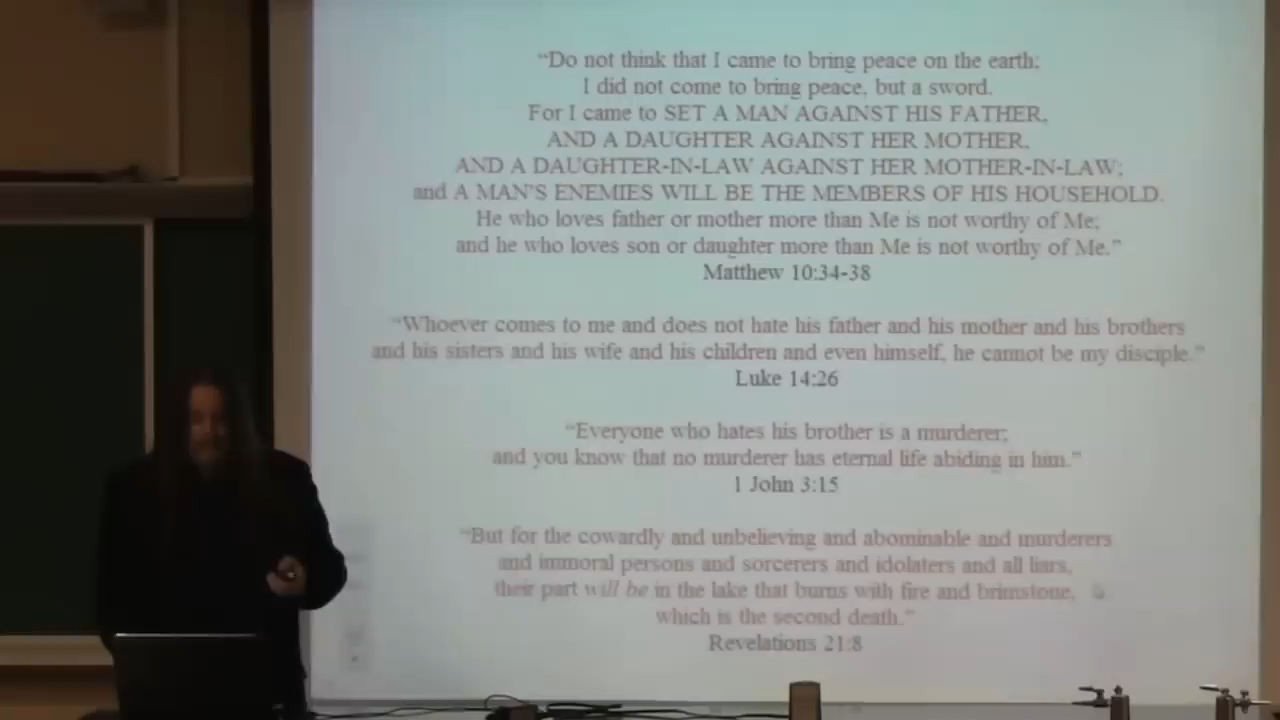 “Do not think that I came to bring peace on the earth;
I did not come to bring peace, but a sword.
For I came to SET A MAN AGAINST HIS FATHER,
AND A DAUGHTER AGAINST HER MOTHER,
AND A DAUGHTER-IN-LAW AGAINST HER MOTHER-IN-LAW;
and A MAN'S ENEMIES WILL BE THE MEMBERS OF HIS HOUSEHOLD.
He who loves father or mother more than Me is not worthy of Me;
and he who loves son or daughter more than Me is not worthy of Me.”
Matthew 10:34-38
“Whoever comes to me and does not hate his father and his mother and his brothers
and his sisters and his wife and his children and even himself, he cannot be my disciple.”
Luke 14:26
“Everyone who hates his brother is a murderer;
and you know that no murderer has eternal life abiding in him.”
1 John 3:15
“But for the cowardly and unbelieving and abominable and murderers
and immoral persons and sorcerers and idolaters and all liars,
their part will be in the lake that burns with fire and brimstone,
which is the second death.”
Revelations 21:8